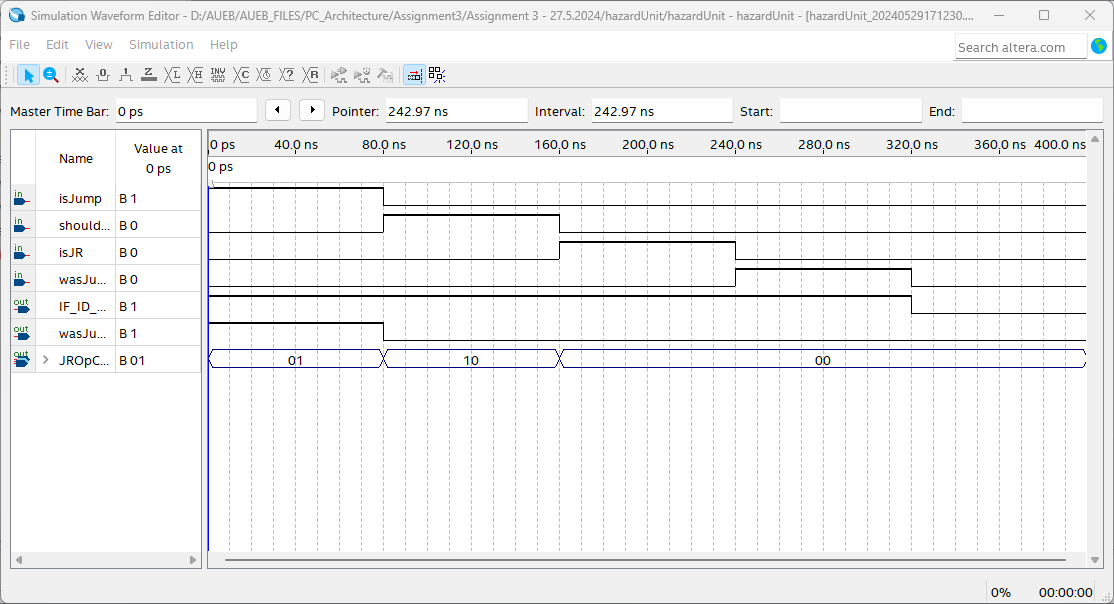 Simulation Waveform Editor - D:/AUEB/AUEB_FILES/PC_Architecture/Assignment3/Assignment 3 - 27.5.2024/hazardUnit/hazardUnit - hazardUnit - [hazardUnit_20240529171230....
File Edit View Simulation Help
Search altera.com
Master Time Bar: 0 ps Pointer: 242.97 ns Interval: 242.97 ns Start: End:
Name Value at 0 ps
0 ps 40.0 ns 80.0 ns 120.0 ns 160.0 ns 200.0 ns 240.0 ns 280.0 ns 320.0 ns 360.0 ns 400.0 ns
0 ps
in isJump B 1
in should... B 0
in isJR B 0
in wasJu... B 0
out IF_ID_... B 1
out wasJu... B 1
out > JROpC... B 01 01 10 00
0% 00:00:00